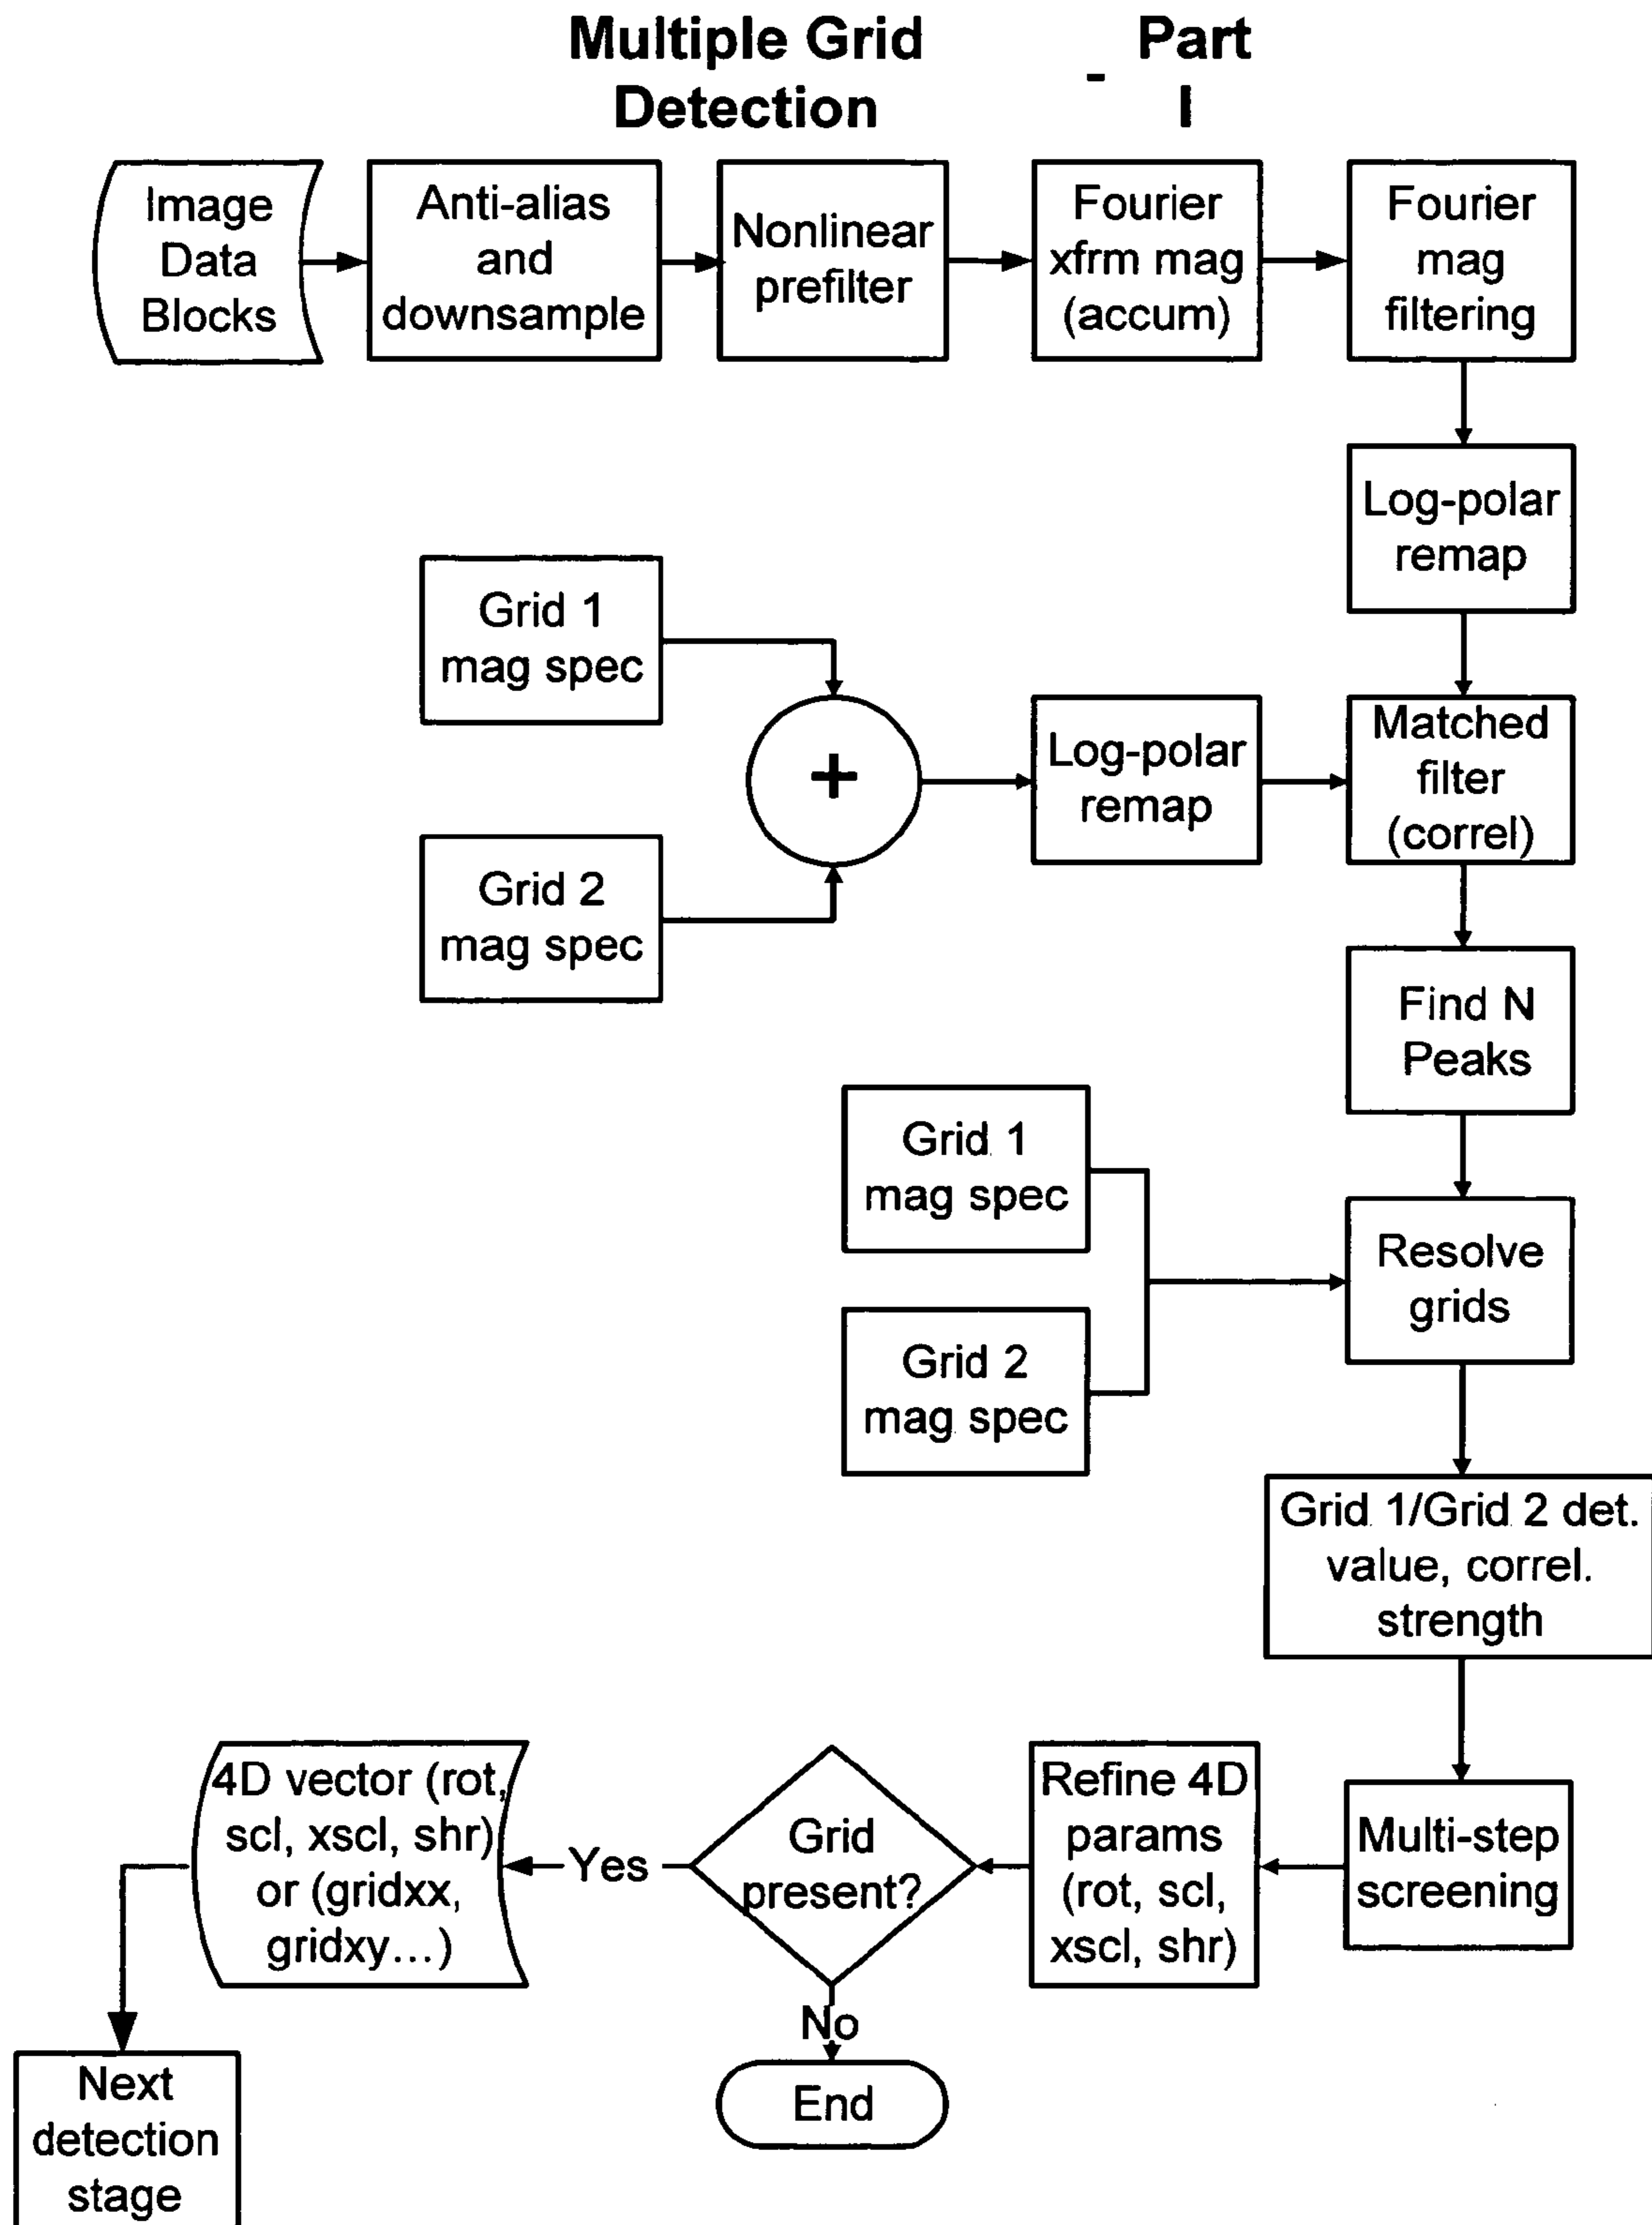 Multiple Grid
Detection
- Part
I
Image
Data
Blocks
Anti-alias
and
downsample
Nonlinear
prefilter
Fourier
xfrm mag
(accum)
Fourier
mag
filtering
Log-polar
remap
Grid 1
mag spec
+
Grid 2
mag spec
Log-polar
remap
Matched
filter
(correl)
Find N
Peaks
Grid 1
mag spec
Grid 2
mag spec
Resolve
grids
Grid 1/Grid 2 det.
value, correl.
strength
Multi-step
screening
Refine 4D
params
(rot, scl,
xscl, shr)
Grid
present?
Yes
4D vector (rot,
scl, xscl, shr)
or (gridxx,
gridxy...)
No
End
Next
detection
stage